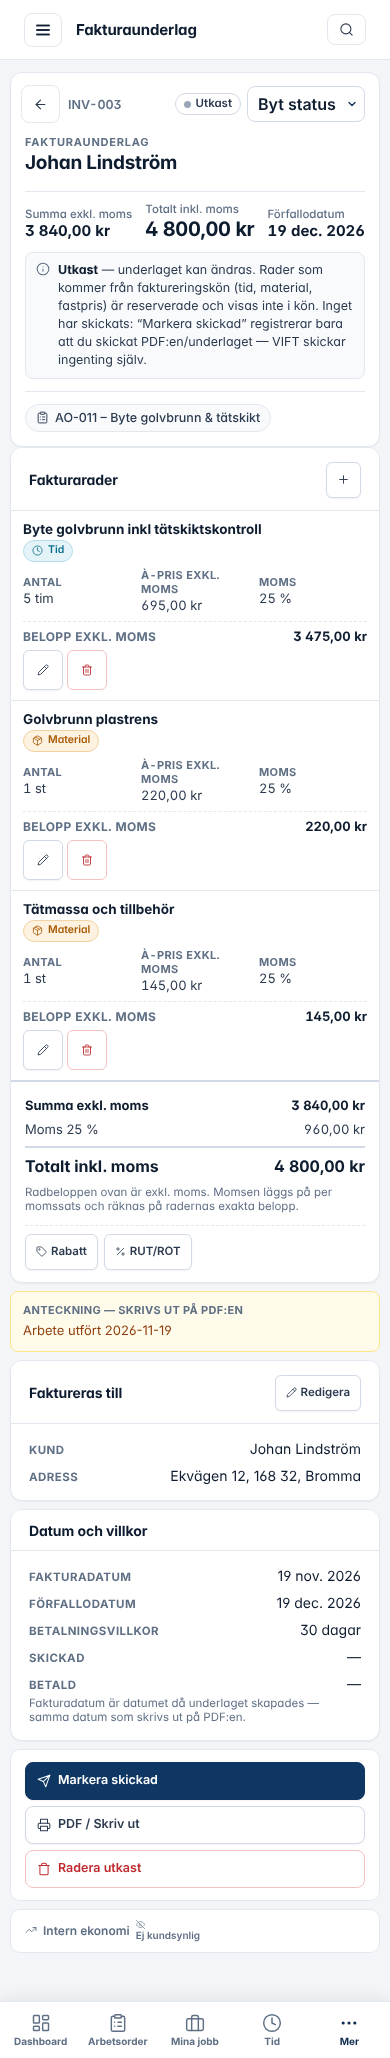 Fakturaunderlag
INV-003
Utkast
Byt status
FAKTURAUNDERLAG
Johan Lindström
Summa exkl. moms
3 840,00 kr
Totalt inkl. moms
4 800,00 kr
Förfallodatum
19 dec. 2026
Utkast — underlaget kan ändras. Rader som
kommer från faktureringskön (tid, material,
fastpris) är reserverade och visas inte i kön. Inget
har skickats: “Markera skickad” registrerar bara
att du skickat PDF:en/underlaget — VIFT skickar
ingenting själv.
AO-011 – Byte golvbrunn & tätskikt
Fakturarader
Byte golvbrunn inkl tätskiktskontroll
Tid
ANTAL
5 tim
À-PRIS EXKL.
MOMS
695,00 kr
MOMS
25 %
BELOPP EXKL. MOMS
3 475,00 kr
Golvbrunn plastrens
Material
ANTAL
1 st
À-PRIS EXKL.
MOMS
220,00 kr
MOMS
25 %
BELOPP EXKL. MOMS
220,00 kr
Tätmassa och tillbehör
Material
ANTAL
1 st
À-PRIS EXKL.
MOMS
145,00 kr
MOMS
25 %
BELOPP EXKL. MOMS
145,00 kr
Summa exkl. moms
3 840,00 kr
Moms 25 %
960,00 kr
Totalt inkl. moms
4 800,00 kr
Radbeloppen ovan är exkl. moms. Momsen läggs på per
momssats och räknas på radernas exakta belopp.
Rabatt
RUT/ROT
ANTECKNING — SKRIVS UT PÅ PDF:EN
Arbete utfört 2026-11-19
Faktureras till
Redigera
KUND
Johan Lindström
ADRESS
Ekvägen 12, 168 32, Bromma
Datum och villkor
FAKTURADATUM
19 nov. 2026
FÖRFALLODATUM
19 dec. 2026
BETALNINGSVILLKOR
30 dagar
SKICKAD
—
BETALD
—
Fakturadatum är datumet då underlaget skapades —
samma datum som skrivs ut på PDF:en.
Markera skickad
PDF / Skriv ut
Radera utkast
Intern ekonomi
Ej kundsynlig
Dashboard
Arbetsorder
Mina jobb
Tid
Mer